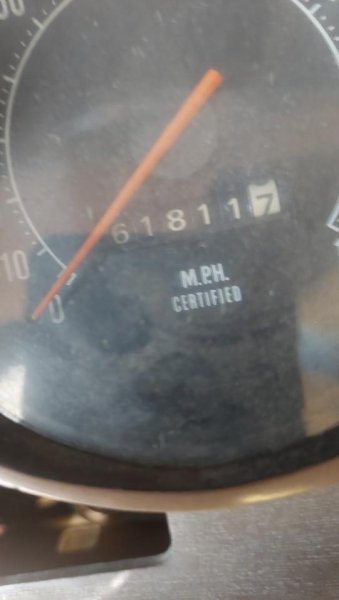 10
618117
0
M.P.H.
CERTIFIED